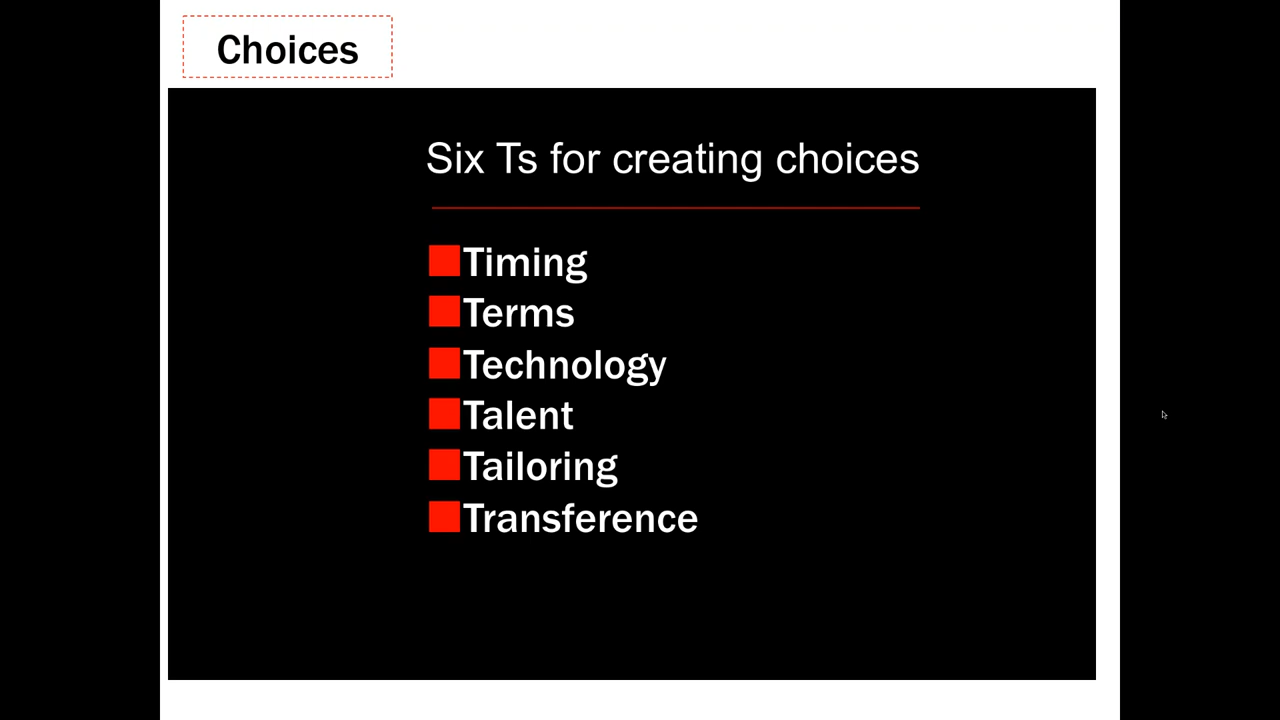 Choices
Six Ts for creating choices
Timing
Terms
Technology
Talent
Tailoring
Transference